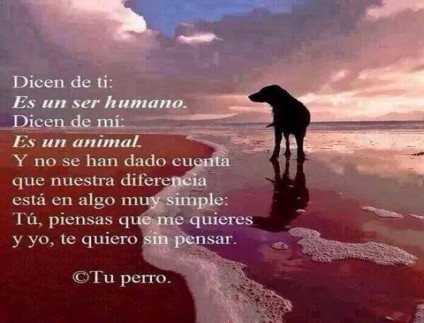 Dicen de ti:
Es un ser humano.
Dicen de mí:
Es un animal.
Y no se han dado cuenta
que nuestra diferencia
está en algo muy simple:
Tú, piensas que me quieres
y yo, te quiero sin pensar.
©Tu perro.